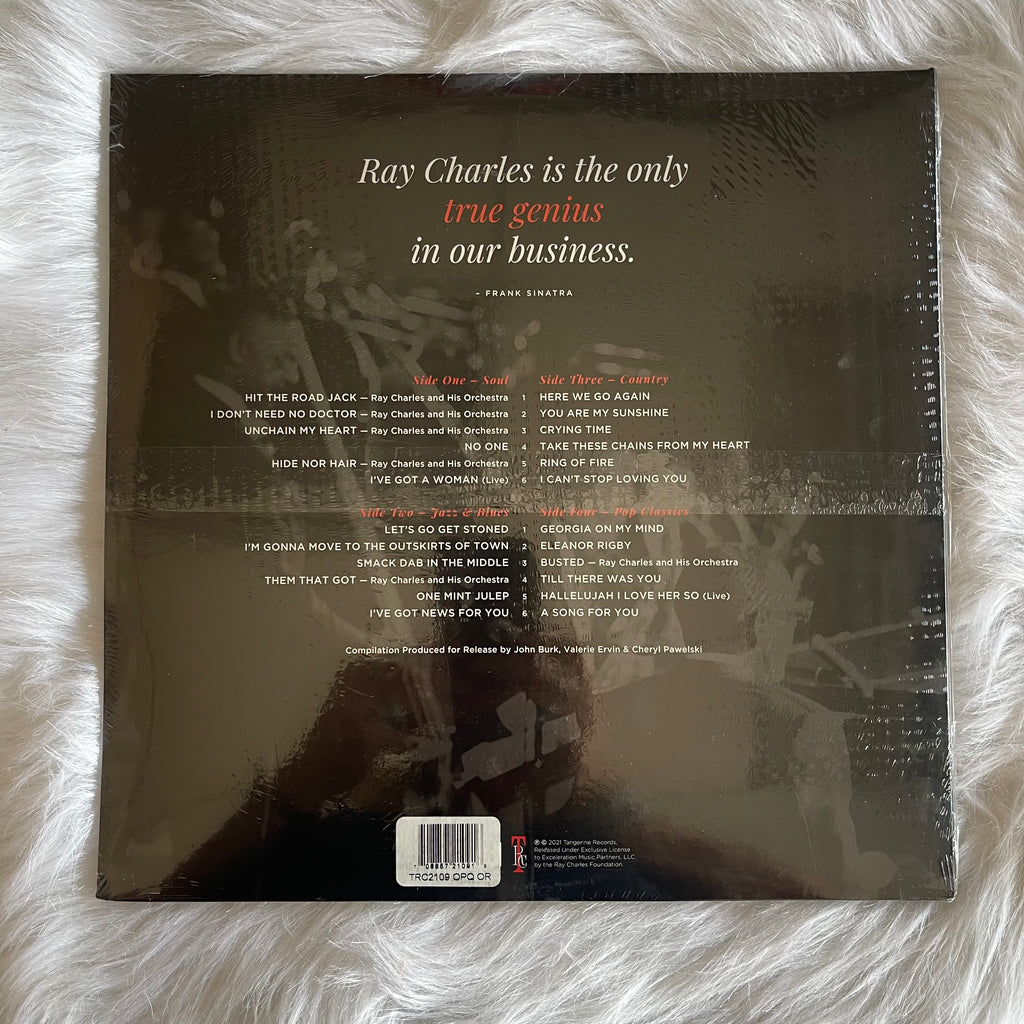 Ray Charles is the only
true genius
in our business.
– FRANK SINATRA
Side One – Soul
HIT THE ROAD JACK — Ray Charles and His Orchestra 1
I DON'T NEED NO DOCTOR — Ray Charles and His Orchestra 2
UNCHAIN MY HEART — Ray Charles and His Orchestra 3
NO ONE 4
HIDE NOR HAIR — Ray Charles and His Orchestra 5
I'VE GOT A WOMAN (Live) 6
Side Two – Jazz & Blues
LET'S GO GET STONED 1
I'M GONNA MOVE TO THE OUTSKIRTS OF TOWN 2
SMACK DAB IN THE MIDDLE 3
THEM THAT GOT — Ray Charles and His Orchestra 4
ONE MINT JULEP 5
I'VE GOT NEWS FOR YOU 6
Side Three – Country
HERE WE GO AGAIN
YOU ARE MY SUNSHINE
CRYING TIME
TAKE THESE CHAINS FROM MY HEART
RING OF FIRE
I CAN'T STOP LOVING YOU
Side Four – Pop Classics
GEORGIA ON MY MIND
ELEANOR RIGBY
BUSTED — Ray Charles and His Orchestra
TILL THERE WAS YOU
HALLELUJAH I LOVE HER SO (Live)
A SONG FOR YOU
Compilation Produced for Release by John Burk, Valerie Ervin & Cheryl Pawelski
TRC2109 OPQ OR
TRC
℗ © 2021 Tangerine Records,
Released Under Exclusive License
to Exceleration Music Partners, LLC
by the Ray Charles Foundation.